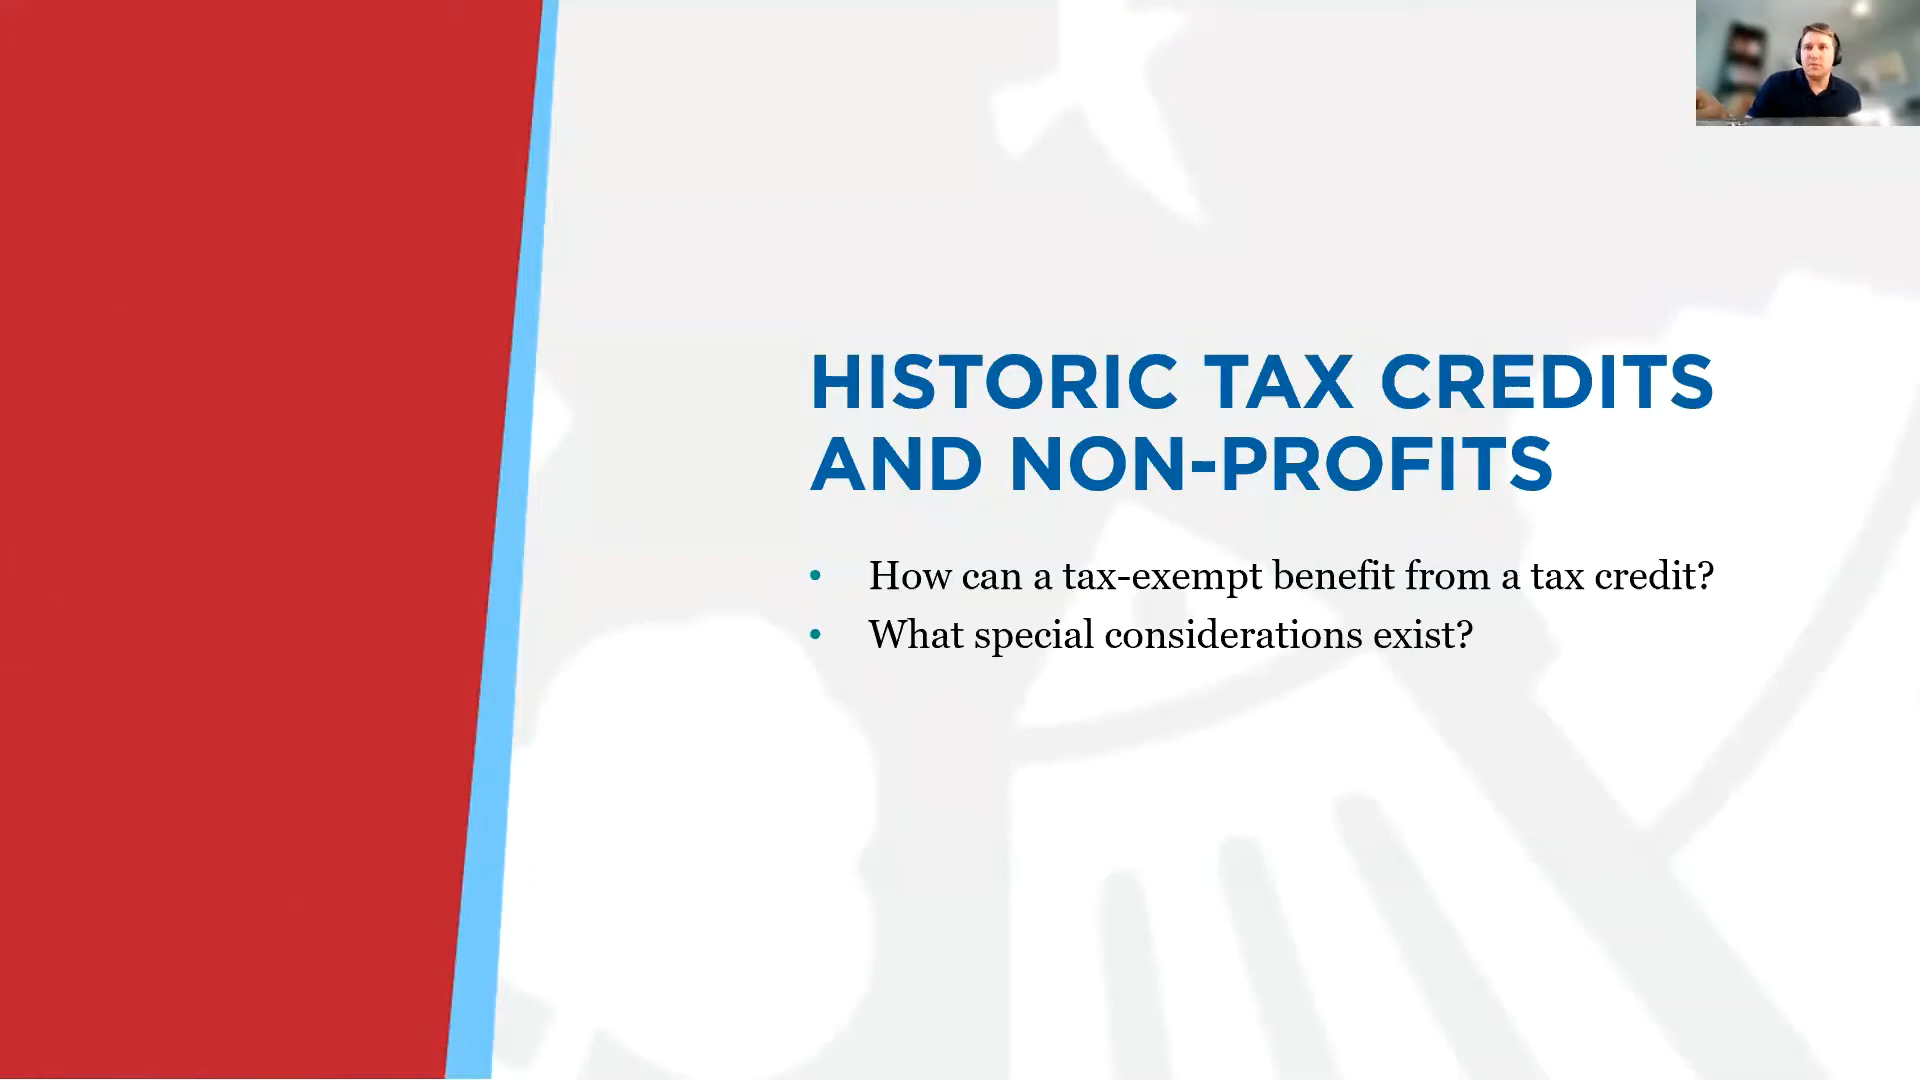 HISTORIC TAX CREDITS
AND NON-PROFITS
• How can a tax-exempt benefit from a tax credit?
• What special considerations exist?